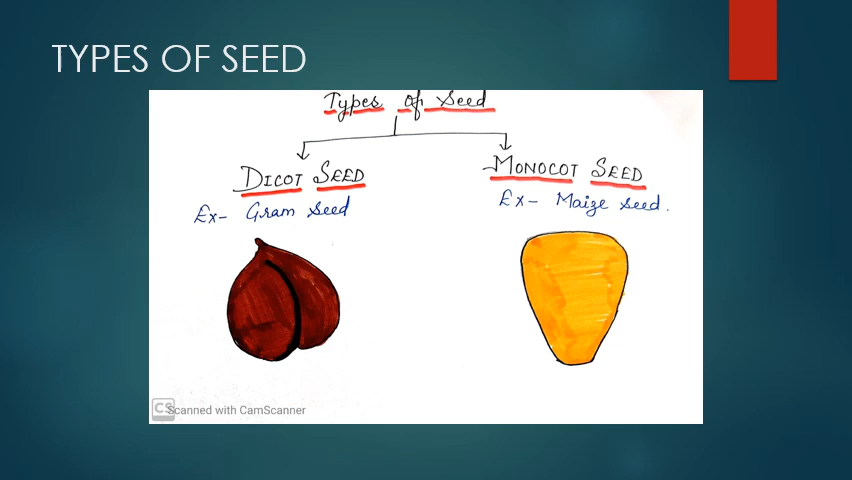 TYPES OF SEED
Types of Seed
DICOT SEED
MONOCOT SEED
Ex- Gram Seed
Ex- Maize seed.
CS Scanned with CamScanner